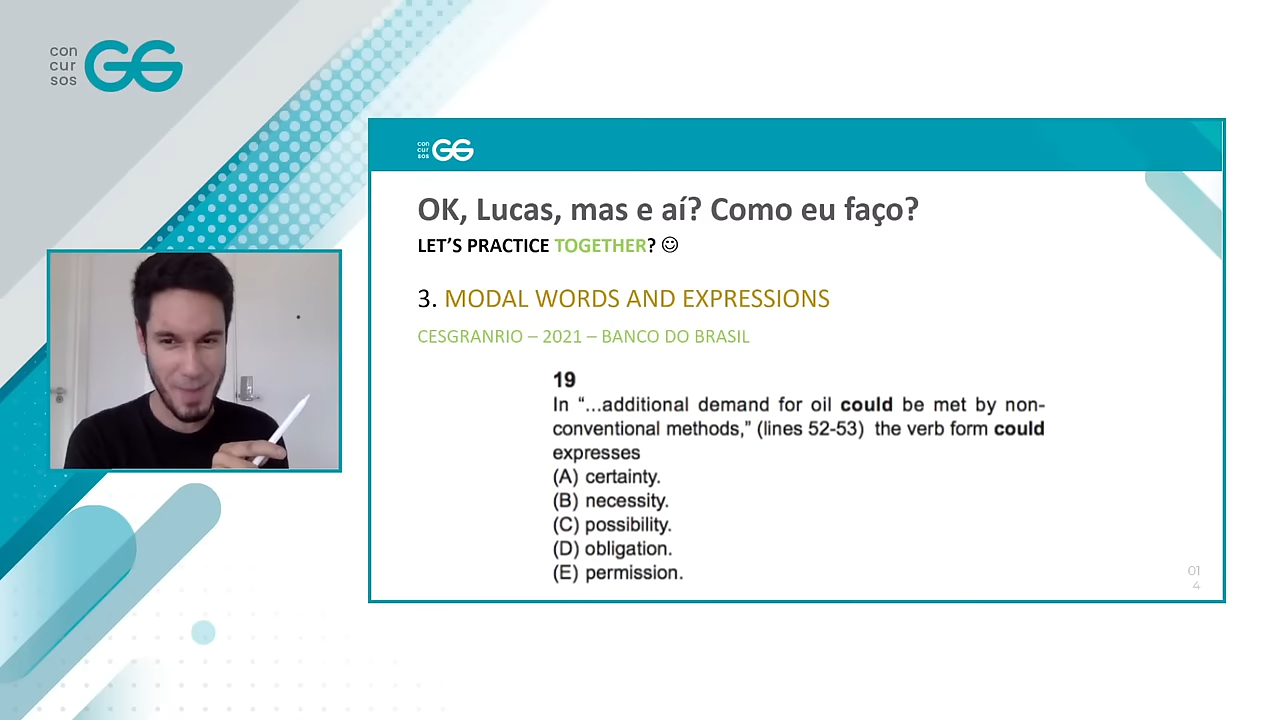 con
cur
sos
GG
con
cur
sos
GG
OK, Lucas, mas e aí? Como eu faço?
LET’S PRACTICE TOGETHER? ☺
3. MODAL WORDS AND EXPRESSIONS
CESGRANRIO – 2021 – BANCO DO BRASIL
19
In “...additional demand for oil could be met by non-
conventional methods,” (lines 52-53) the verb form could
expresses
(A) certainty.
(B) necessity.
(C) possibility.
(D) obligation.
(E) permission.
01
4